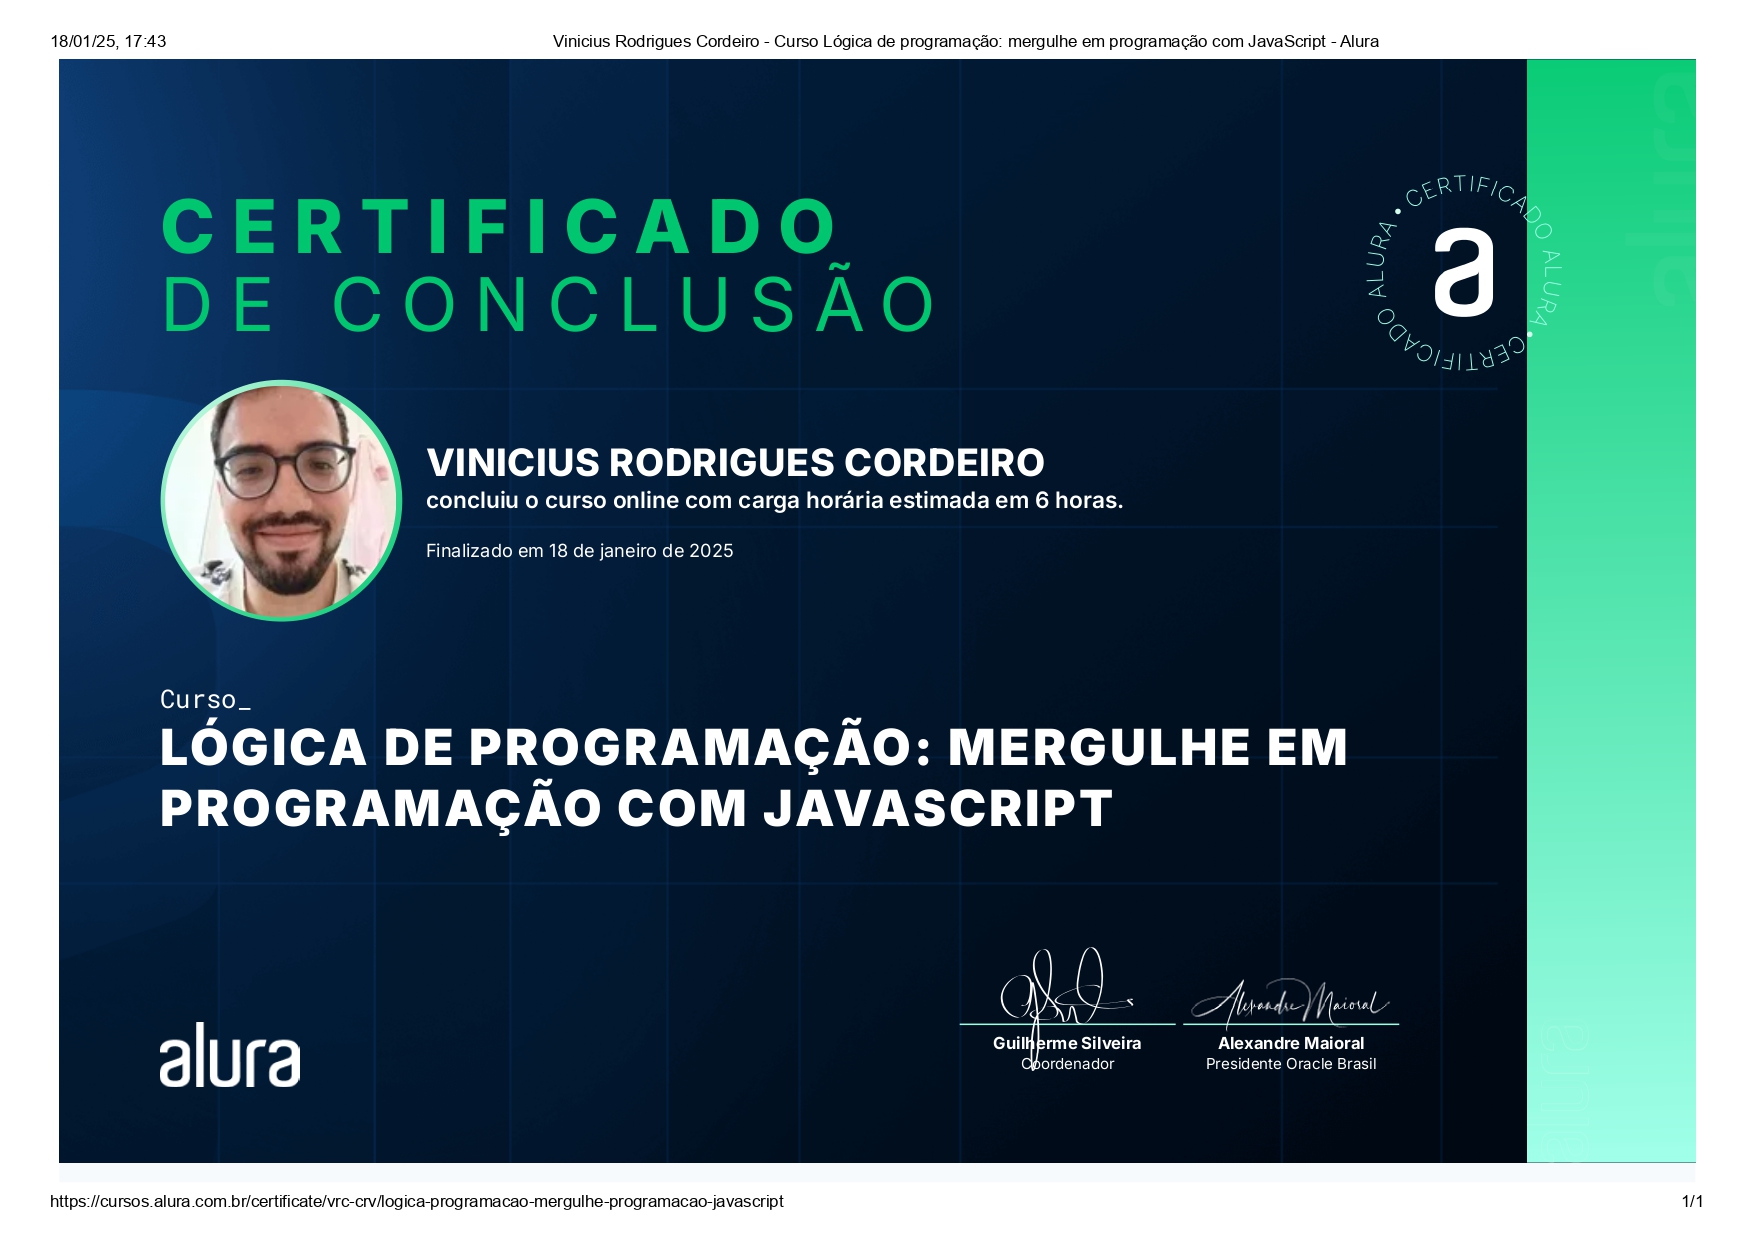 18/01/25, 17:43
Vinicius Rodrigues Cordeiro - Curso Lógica de programação: mergulhe em programação com JavaScript - Alura
CERTIFICADO
DE CONCLUSÃO
CERTIFICADO ALURA • CERTIFICADO ALURA •
a
VINICIUS RODRIGUES CORDEIRO
concluiu o curso online com carga horária estimada em 6 horas.
Finalizado em 18 de janeiro de 2025
Curso_
LÓGICA DE PROGRAMAÇÃO: MERGULHE EM
PROGRAMAÇÃO COM JAVASCRIPT
Alexandre Maioral
Guilherme Silveira
Coordenador
Alexandre Maioral
Presidente Oracle Brasil
alura
alura
alura
https://cursos.alura.com.br/certificate/vrc-crv/logica-programacao-mergulhe-programacao-javascript
1/1